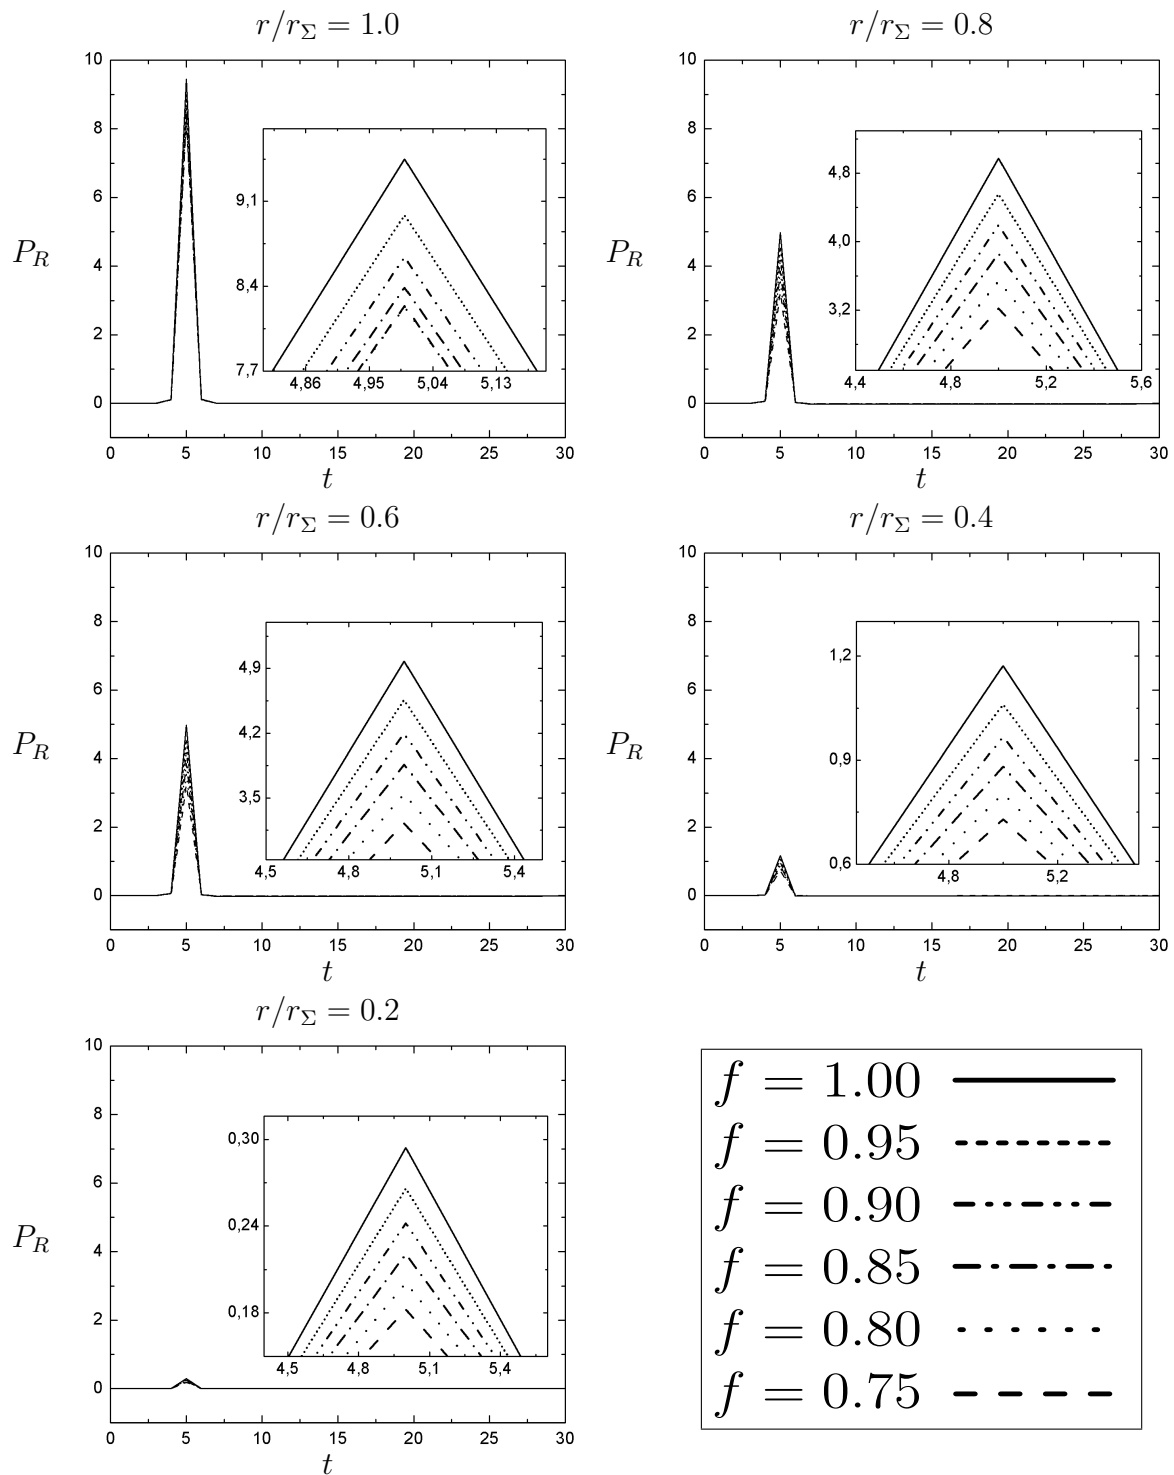 r/r_Σ = 1.0
10
8
6
4
2
0
P_R
9,1
8,4
7,7
4,86 4,95 5,04 5,13
0 5 10 15 20 25 30
t
r/r_Σ = 0.8
10
8
6
4
2
0
P_R
4,8
4,0
3,2
4,4 4,8 5,2 5,6
0 5 10 15 20 25 30
t
r/r_Σ = 0.6
10
8
6
4
2
0
P_R
4,9
4,2
3,5
4,5 4,8 5,1 5,4
0 5 10 15 20 25 30
t
r/r_Σ = 0.4
10
8
6
4
2
0
P_R
1,2
0,9
0,6
4,8 5,2
0 5 10 15 20 25 30
t
r/r_Σ = 0.2
10
8
6
4
2
0
P_R
0,30
0,24
0,18
4,5 4,8 5,1 5,4
0 5 10 15 20 25 30
t
f = 1.00
f = 0.95
f = 0.90
f = 0.85
f = 0.80
f = 0.75